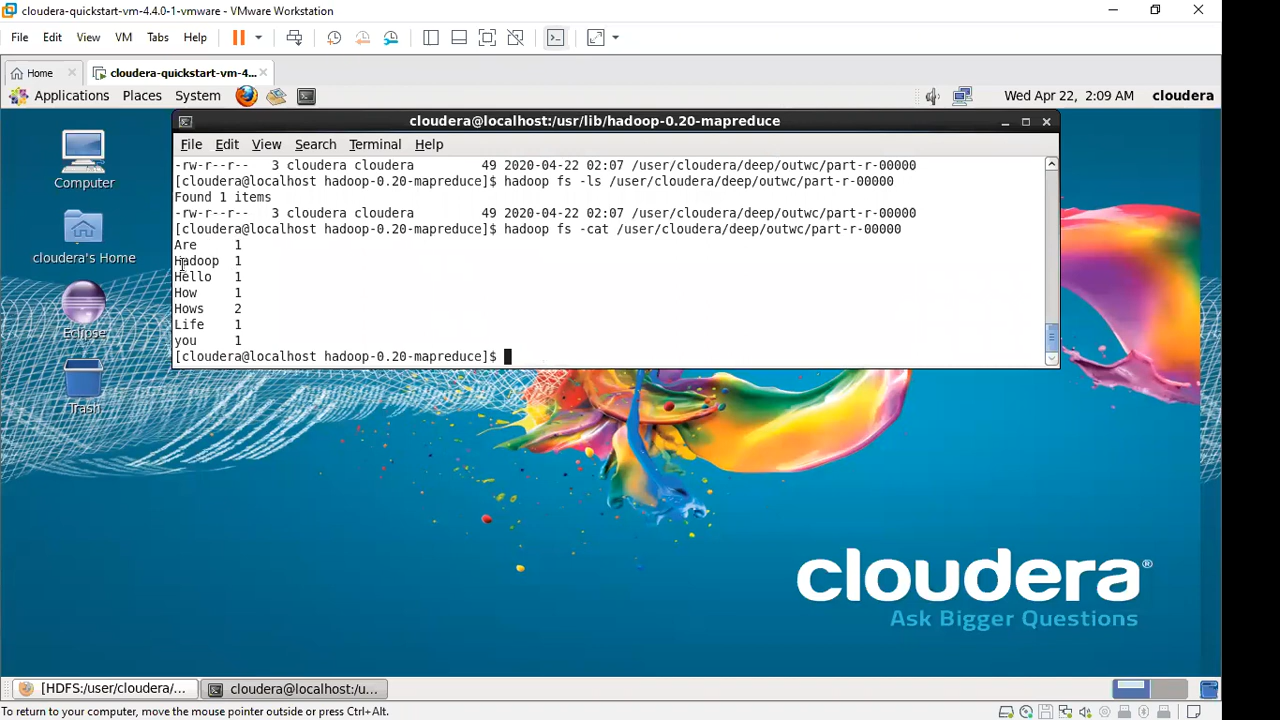 cloudera-quickstart-vm-4.4.0-1-vmware - VMware Workstation
File Edit View VM Tabs Help
Home cloudera-quickstart-vm-4...
Applications Places System Wed Apr 22, 2:09 AM cloudera
cloudera@localhost:/usr/lib/hadoop-0.20-mapreduce
File Edit View Search Terminal Help
-rw-r--r-- 3 cloudera cloudera 49 2020-04-22 02:07 /user/cloudera/deep/outwc/part-r-00000
[cloudera@localhost hadoop-0.20-mapreduce]$ hadoop fs -ls /user/cloudera/deep/outwc/part-r-00000
Found 1 items
-rw-r--r-- 3 cloudera cloudera 49 2020-04-22 02:07 /user/cloudera/deep/outwc/part-r-00000
[cloudera@localhost hadoop-0.20-mapreduce]$ hadoop fs -cat /user/cloudera/deep/outwc/part-r-00000
Are 1
Hadoop 1
Hello 1
How 1
Hows 2
Life 1
you 1
[cloudera@localhost hadoop-0.20-mapreduce]$
Computer
cloudera's Home
Eclipse
Trash
cloudera®
Ask Bigger Questions
[HDFS:/user/cloudera/... cloudera@localhost:/u...
To return to your computer, move the mouse pointer outside or press Ctrl+Alt.